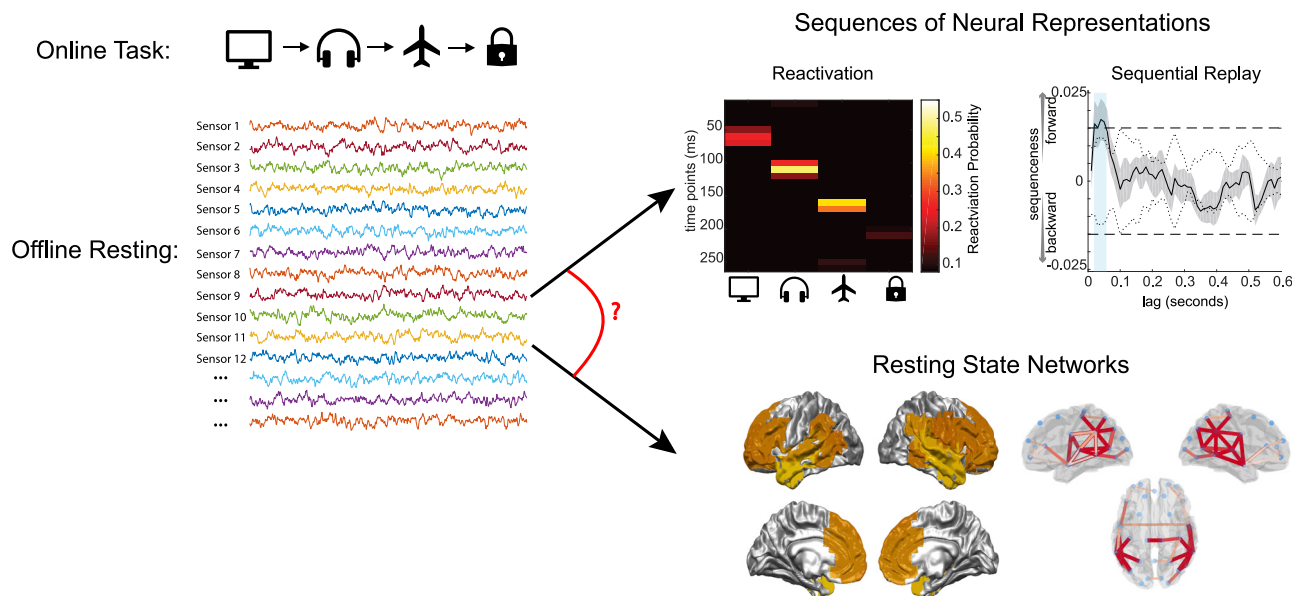 Sequences of Neural Representations
Online Task:
Reactivation
Sequential Replay
Offline Resting:
Sensor 1
Sensor 2
Sensor 3
Sensor 4
Sensor 5
Sensor 6
Sensor 7
Sensor 8
Sensor 9
Sensor 10
Sensor 11
Sensor 12
...
...
...
?
time points (ms)
50
100
150
200
250
0.5
0.4
0.3
0.2
0.1
Reactviation Probability
sequenceness
backward
forward
0.025
0
-0.025
0
0.1
0.2
0.3
0.4
0.5
0.6
lag (seconds)
Resting State Networks